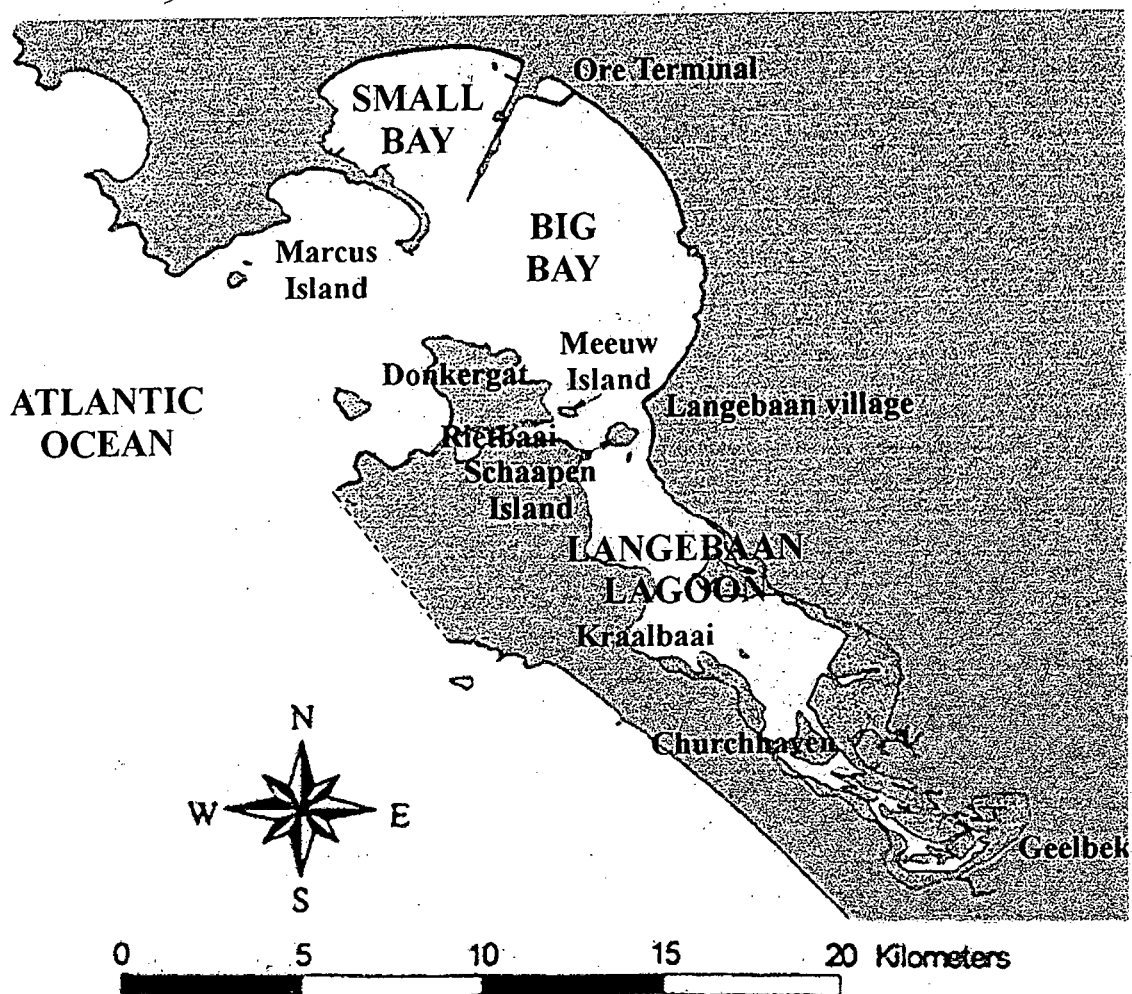 Ore Terminal
SMALL
BAY
BIG
BAY
Marcus
Island
Meeuw
Island
Donkergat
ATLANTIC
OCEAN
Langebaan village
Rietbaai
Schaapen
Island
LANGEBAAN
LAGOON
Kraalbaai
N
Churchhaven
W
E
Geelbek
S
0 5 10 15 20 Kilometers